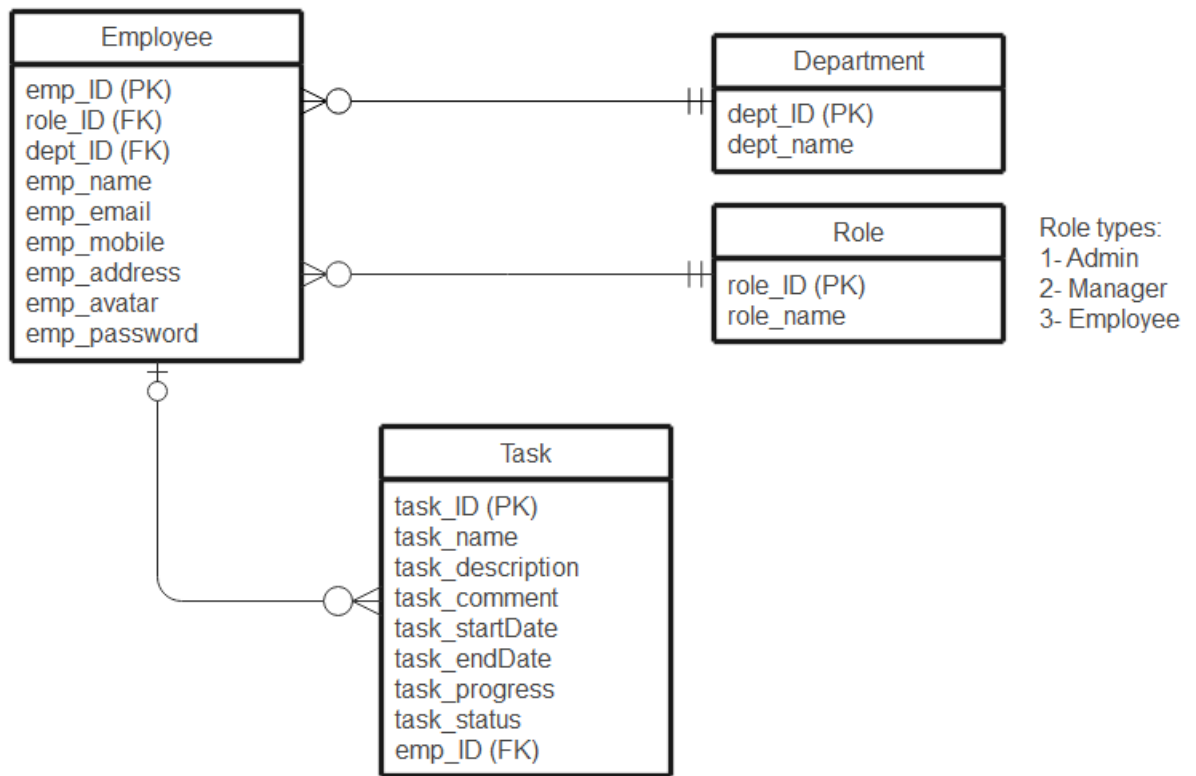 Employee
emp_ID (PK)
role_ID (FK)
dept_ID (FK)
emp_name
emp_email
emp_mobile
emp_address
emp_avatar
emp_password
Department
dept_ID (PK)
dept_name
Role
role_ID (PK)
role_name
Role types:
1- Admin
2- Manager
3- Employee
Task
task_ID (PK)
task_name
task_description
task_comment
task_startDate
task_endDate
task_progress
task_status
emp_ID (FK)